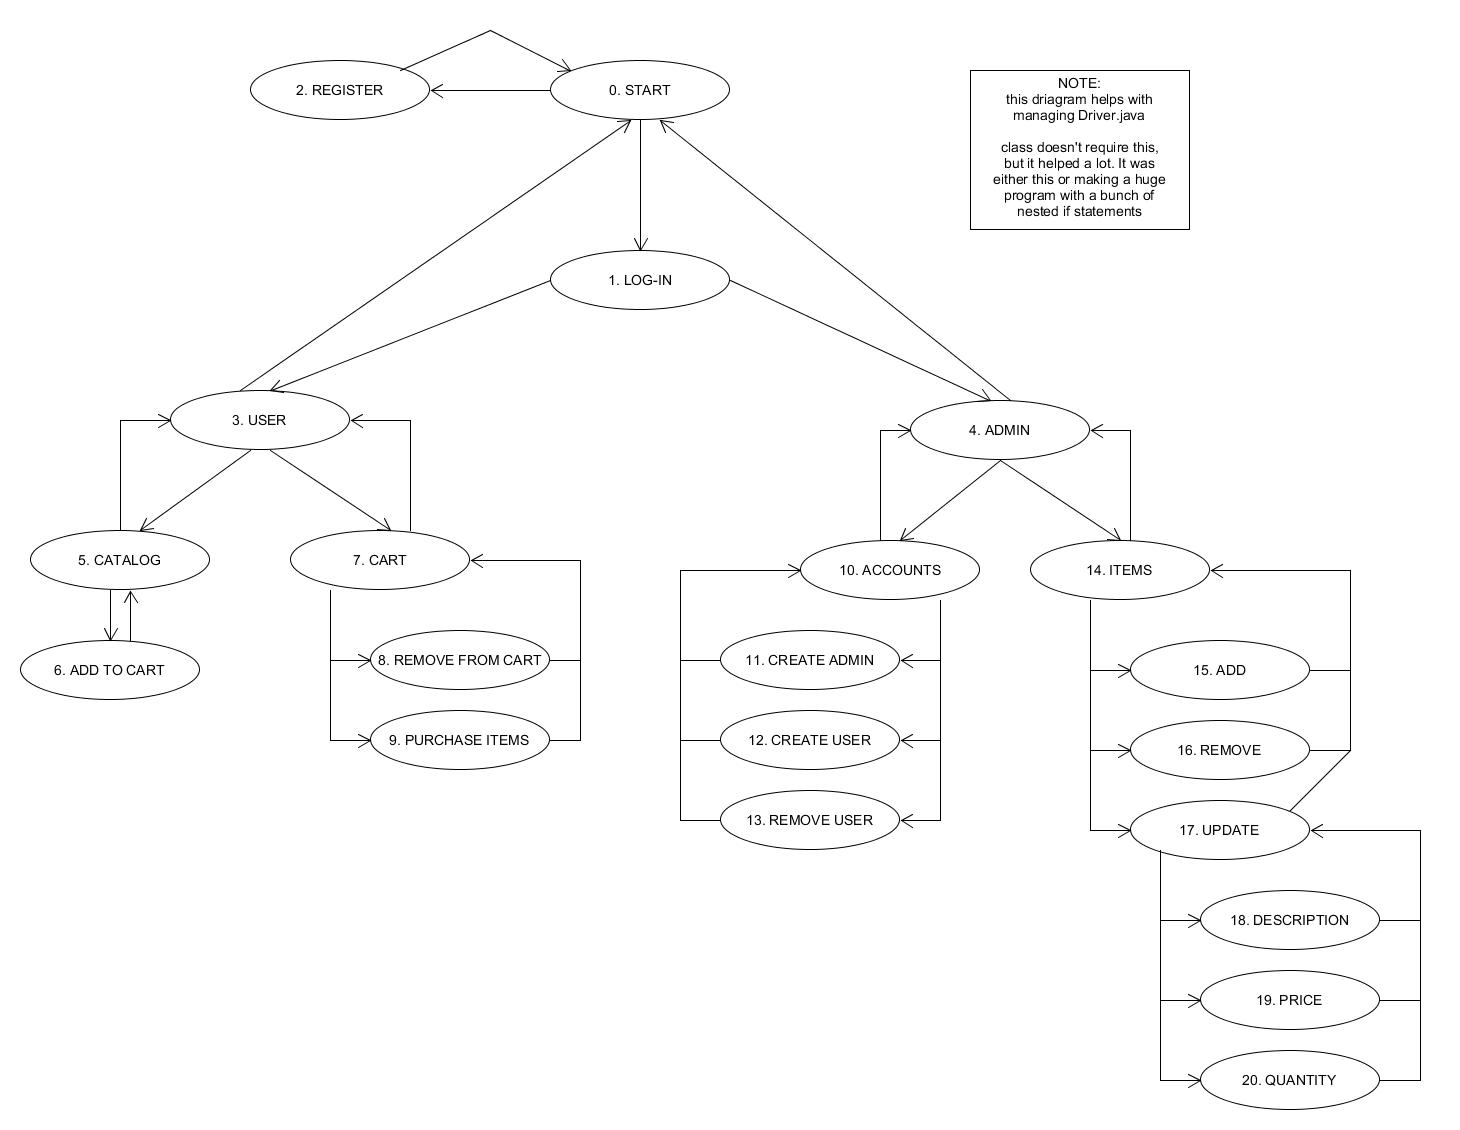 2. REGISTER
0. START
NOTE:
this driagram helps with
managing Driver.java
class doesn't require this,
but it helped a lot. It was
either this or making a huge
program with a bunch of
nested if statements
1. LOG-IN
3. USER
4. ADMIN
5. CATALOG
7. CART
10. ACCOUNTS
14. ITEMS
6. ADD TO CART
8. REMOVE FROM CART
11. CREATE ADMIN
15. ADD
9. PURCHASE ITEMS
12. CREATE USER
16. REMOVE
13. REMOVE USER
17. UPDATE
18. DESCRIPTION
19. PRICE
20. QUANTITY